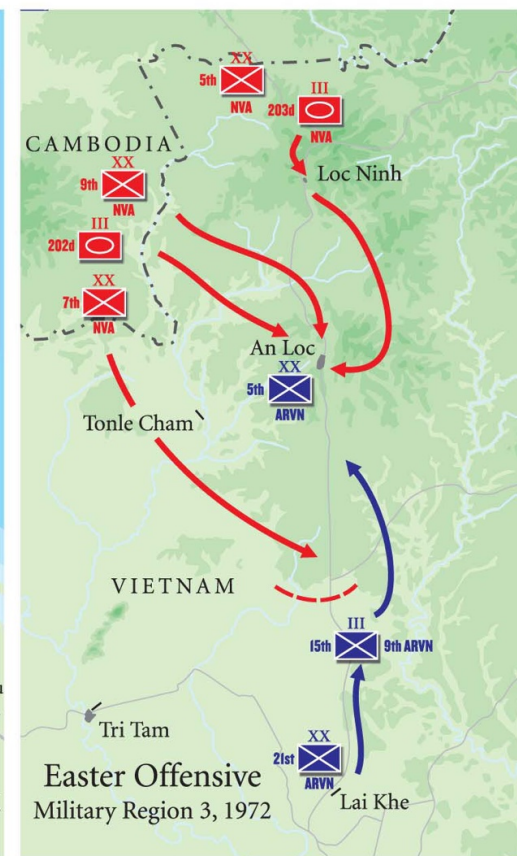 XX
5th
NVA
III
203d
NVA
CAMBODIA
Loc Ninh
XX
9th
NVA
III
202d
XX
7th
NVA
An Loc
XX
5th
ARVN
Tonle Cham
VIETNAM
III
15th 9th ARVN
Tri Tam
XX
21st
ARVN
Easter Offensive
Military Region 3, 1972
Lai Khe